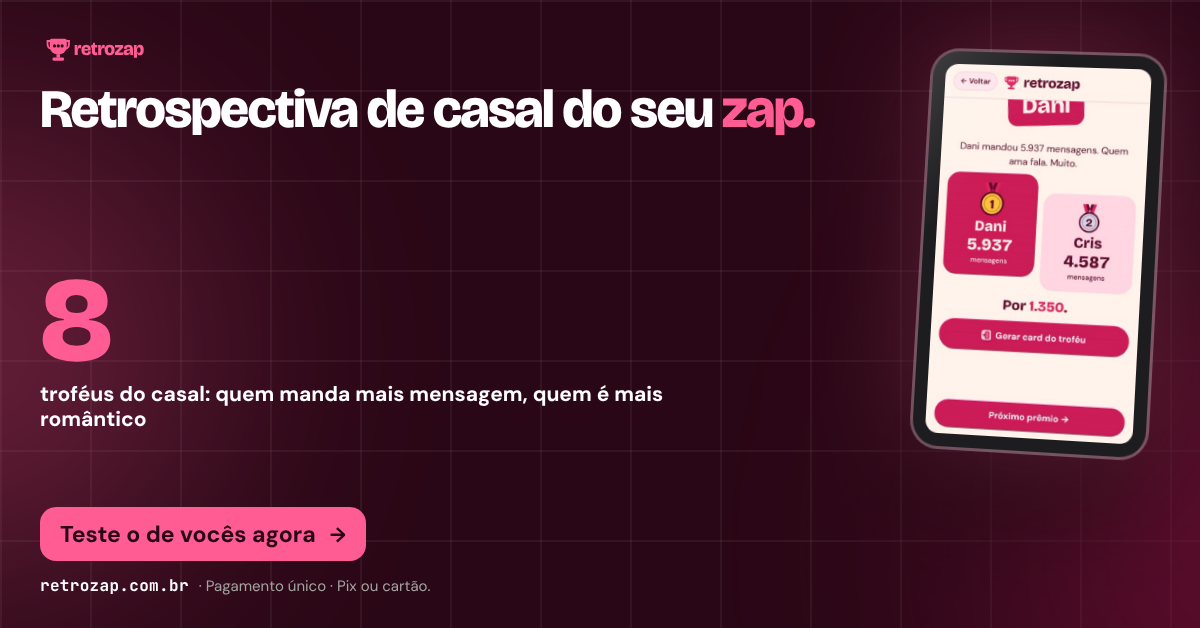 retrozap
Retrospectiva de casal do seu zap.
8
troféus do casal: quem manda mais mensagem, quem é mais
romântico
Teste o de vocês agora →
retrozap.com.br · Pagamento único · Pix ou cartão.
← Voltar
retrozap
Dani
Dani mandou 5.937 mensagens. Quem
ama fala. Muito.
1
Dani
5.937
mensagens
2
Cris
4.587
mensagens
Por 1.350.
Gerar card do troféu
Próximo prêmio →